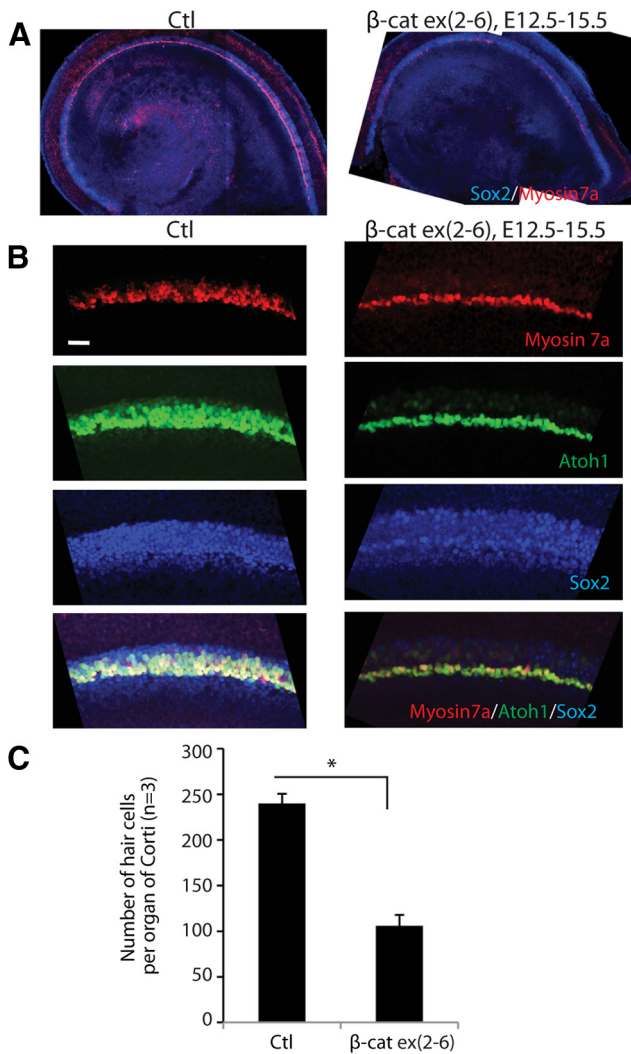 A
Ctl
β-cat ex(2-6), E12.5-15.5
Sox2/Myosin7a
B
Ctl
β-cat ex(2-6), E12.5-15.5
Myosin 7a
Atoh1
Sox2
Myosin7a/Atoh1/Sox2
C
Number of hair cells
per organ of Corti (n=3)
300
250
200
150
100
50
0
*
Ctl
β-cat ex(2-6)